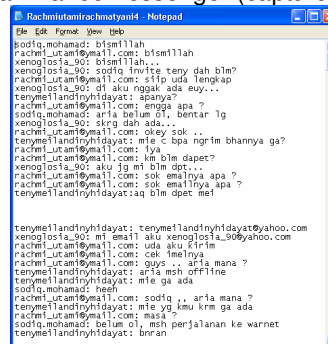 Rachmiutamirachmatyani4 - Notepad
File Edit Format View Help
sodiq.mohamad: bismillah
rachmi_utami@ymail.com: bismillah
xenoglosia_90: bismillah...
xenoglosia_90: sodiq invite teny dah blm?
rachmi_utami@ymail.com: siip uda lengkap
xenoglosia_90: di aku nggak ada euy...
tenymeilandinyhidayat: apanya?
rachmi_utami@ymail.com: engga apa ?
sodiq.mohamad: aria belum ol, bentar lg
xenoglosia_90: skrg dah ada...
rachmi_utami@ymail.com: okey sok ..
tenymeilandinyhidayat: mie c bpa ngrim bhannya ga?
rachmi_utami@ymail.com: iya
rachmi_utami@ymail.com: km blm dapet?
xenoglosia_90: aku jg mi blm dpt...
rachmi_utami@ymail.com: sok emailnya apa ?
rachmi_utami@ymail.com: sok emailnya apa ?
tenymeilandinyhidayat:aq blm dpet mei
tenymeilandinyhidayat: tenymeilandinyhidayat@yahoo.com
xenoglosia_90: mi email aku xenoglosia_90@yahoo.com
rachmi_utami@ymail.com: uda aku kirim
rachmi_utami@ymail.com: cek imelnya
rachmi_utami@ymail.com: guys .. aria mana ?
tenymeilandinyhidayat: aria msh offline
tenymeilandinyhidayat: mie ga ada
sodiq.mohamad: heeh
rachmi_utami@ymail.com: sodiq ,, aria mana ?
tenymeilandinyhidayat: mie yg kmu krm ga ada
rachmi_utami@ymail.com: masa ?
sodiq.mohamad: belum ol, msh perjalanan ke warnet
tenymeilandinyhidayat: bnran